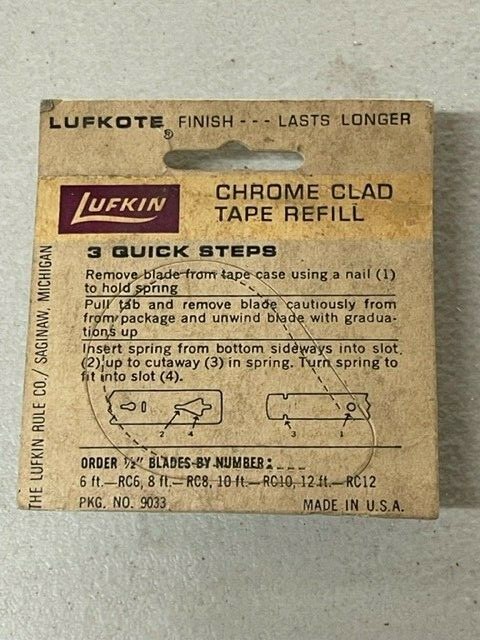 LUFKOTE® FINISH --- LASTS LONGER
LUFKIN
CHROME CLAD
TAPE REFILL
3 QUICK STEPS
Remove blade from tape case using a nail (1)
to hold spring
Pull tab and remove blade cautiously from
from package and unwind blade with gradua-
tions up
Insert spring from bottom sideways into slot
(2) up to cutaway (3) in spring. Turn spring to
fit into slot (4).
2 4 3 1
ORDER ½" BLADES BY NUMBER:
6 ft.—RC6, 8 ft.—RC8, 10 ft.—RC10, 12 ft.—RC12
PKG. NO. 9033 MADE IN U.S.A.
THE LUFKIN RULE CO./ SAGINAW, MICHIGAN